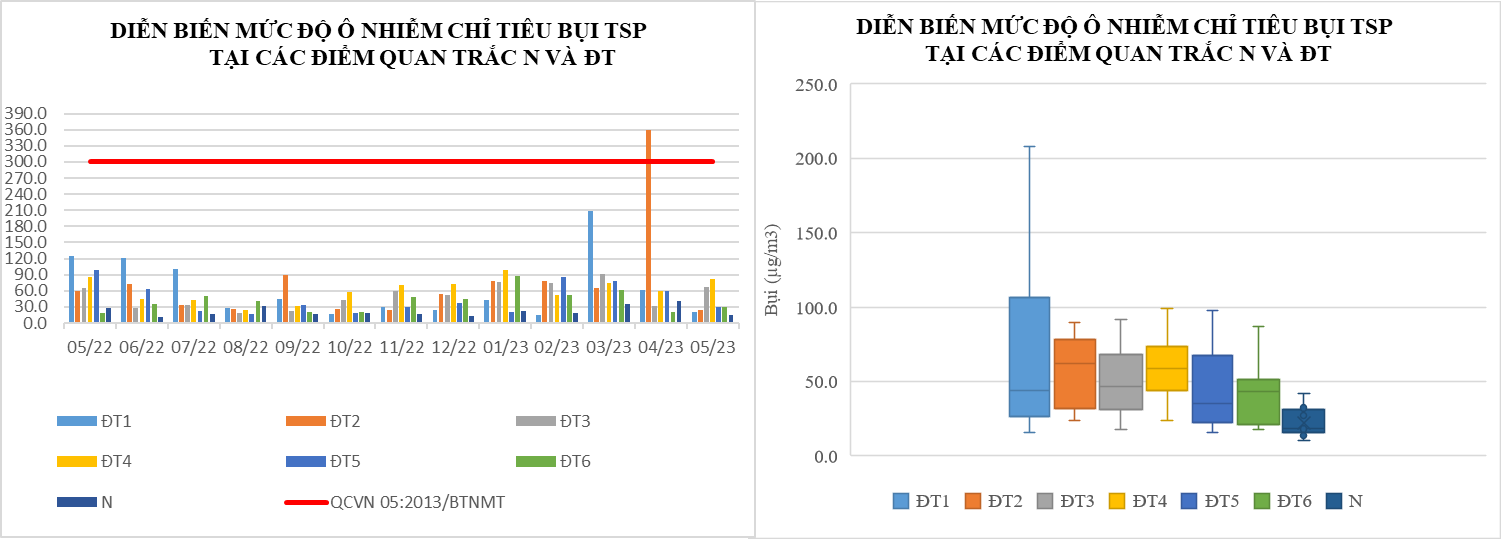 DIỄN BIẾN MỨC ĐỘ Ô NHIỄM CHỈ TIÊU BỤI TSP
TẠI CÁC ĐIỂM QUAN TRẮC N VÀ ĐT
390.0
360.0
330.0
300.0
270.0
240.0
210.0
180.0
150.0
120.0
90.0
60.0
30.0
0.0
05/22 06/22 07/22 08/22 09/22 10/22 11/22 12/22 01/23 02/23 03/23 04/23 05/23
ĐT1 ĐT2 ĐT3
ĐT4 ĐT5 ĐT6
N QCVN 05:2013/BTNMT
DIỄN BIẾN MỨC ĐỘ Ô NHIỄM CHỈ TIÊU BỤI TSP
TẠI CÁC ĐIỂM QUAN TRẮC N VÀ ĐT
Bụi (µg/m3)
250.0
200.0
150.0
100.0
50.0
0.0
ĐT1 ĐT2 ĐT3 ĐT4 ĐT5 ĐT6 N